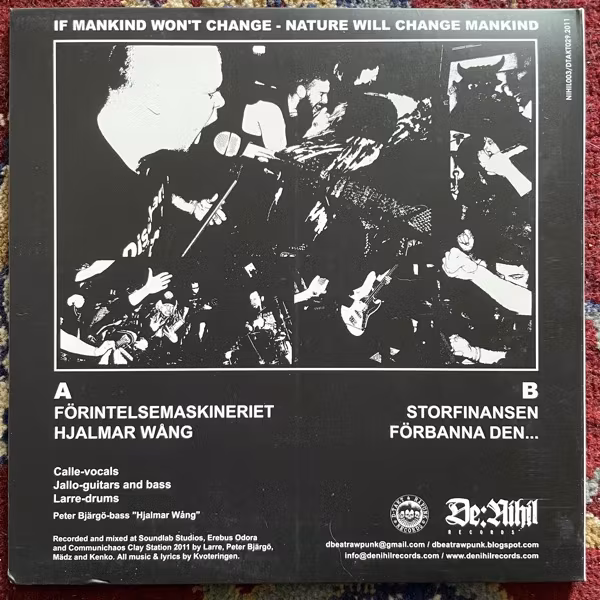 IF MANKIND WON'T CHANGE - NATURE WILL CHANGE MANKIND
NIHIL003/DTAKT029.2011
A
FÖRINTELSEMASKINERIET
HJALMAR WÅNG
B
STORFINANSEN
FÖRBANNA DEN...
Calle-vocals
Jallo-guitars and bass
Larre-drums
Peter Bjärgö-bass "Hjalmar Wång"
Recorded and mixed at Soundlab Studios, Erebus Odora
and Communichaos Clay Station 2011 by Larre, Peter Bjärgö,
Mädz and Kenko. All music & lyrics by Kvoteringen.
De:Nihil
RECORDS
dbeatrawpunk@gmail.com / dbeatrawpunk.blogspot.com
info@denihilrecords.com / www.denihilrecords.com